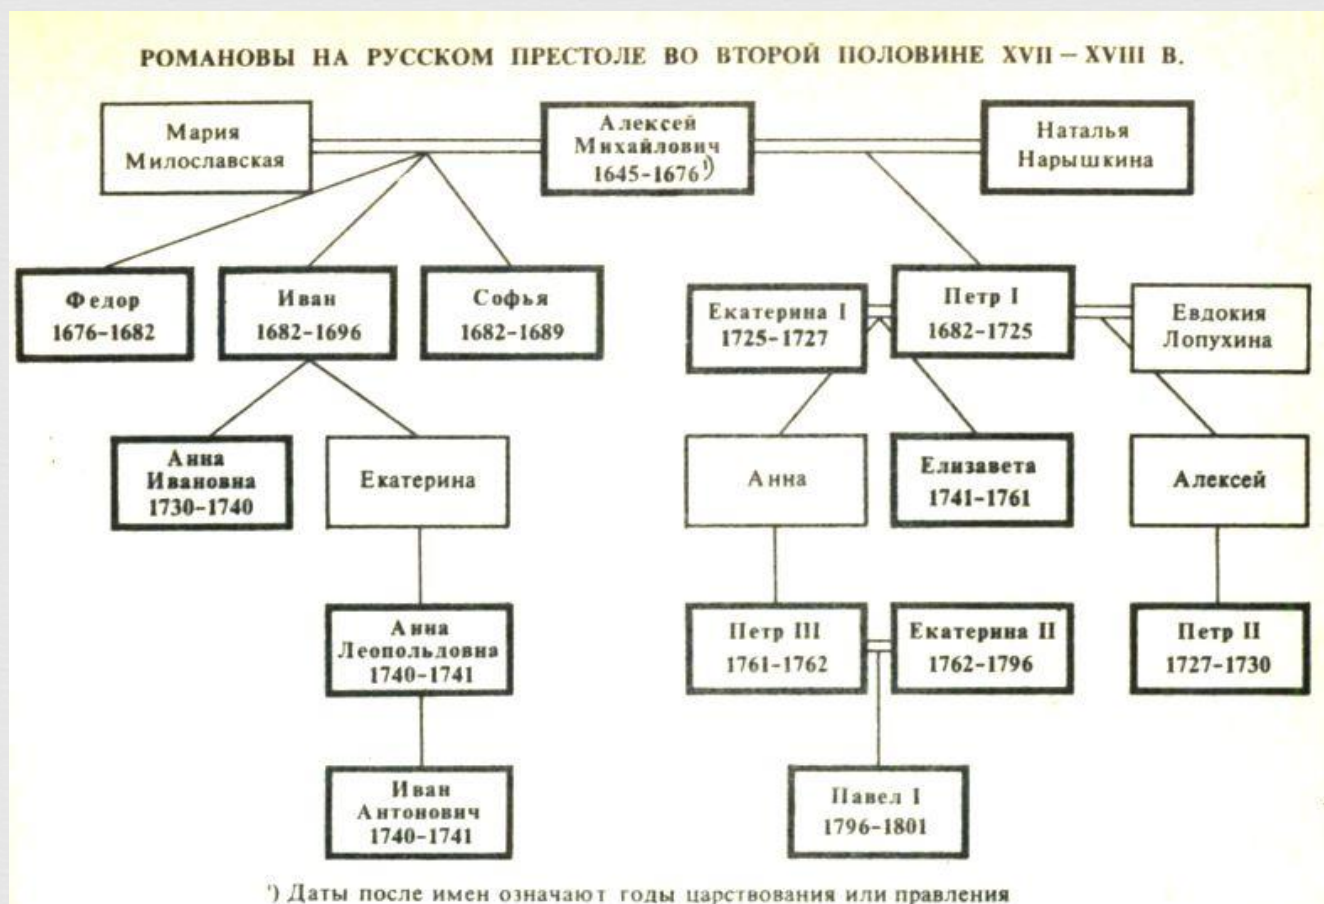 РОМАНОВЫ НА РУССКОМ ПРЕСТОЛЕ ВО ВТОРОЙ ПОЛОВИНЕ XVII – XVIII В.
Мария
Милославская
Алексей
Михайлович
1645-1676¹)
Наталья
Нарышкина
Федор
1676-1682
Иван
1682-1696
Софья
1682-1689
Екатерина I
1725-1727
Петр I
1682-1725
Евдокия
Лопухина
Анна
Ивановна
1730-1740
Екатерина
Анна
Елизавета
1741-1761
Алексей
Анна
Леопольдовна
1740-1741
Петр III
1761-1762
Екатерина II
1762-1796
Петр II
1727-1730
Иван
Антонович
1740-1741
Павел I
1796-1801
¹) Даты после имен означают годы царствования или правления